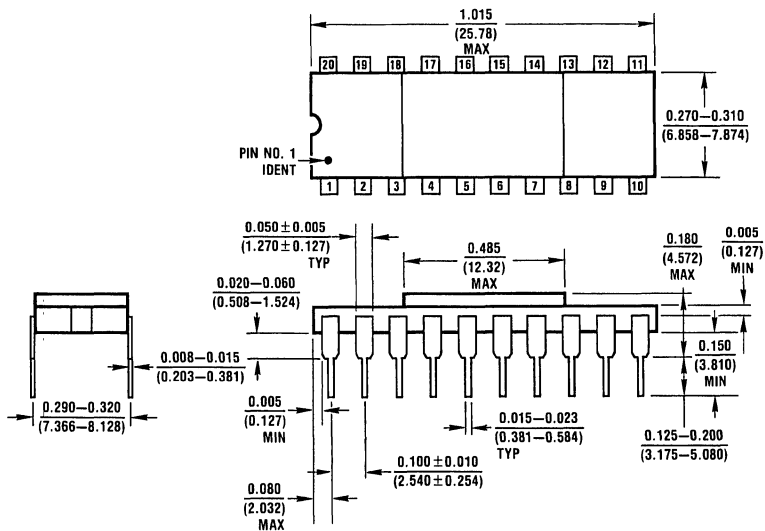 1.015
(25.78)
MAX
20 19 18 17 16 15 14 13 12 11
0.270—0.310
(6.858—7.874)
PIN NO. 1
IDENT
1 2 3 4 5 6 7 8 9 10
0.050±0.005
(1.270±0.127)
TYP
0.485
(12.32)
MAX
0.180
(4.572)
MAX
0.005
(0.127)
MIN
0.020—0.060
(0.508—1.524)
0.008—0.015
(0.203—0.381)
0.150
(3.810)
MIN
0.290—0.320
(7.366—8.128)
0.005
(0.127)
MIN
0.015—0.023
(0.381—0.584)
TYP
0.125—0.200
(3.175—5.080)
0.100±0.010
(2.540±0.254)
0.080
(2.032)
MAX